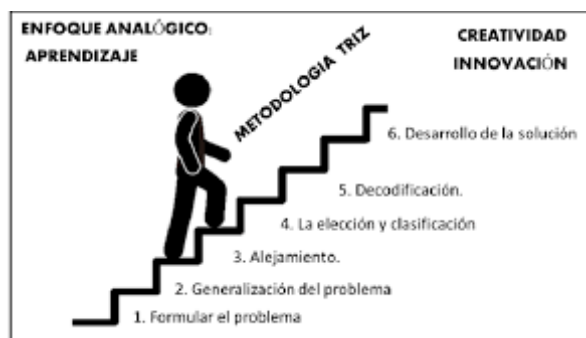 ENFOQUE ANALÓGICO:
APRENDIZAJE
METODOLOGIA TRIZ
CREATIVIDAD
INNOVACIÓN
6. Desarrollo de la solución
5. Decodificación.
4. La elección y clasificación
3. Alejamiento.
2. Generalización del problema
1. Formular el problema